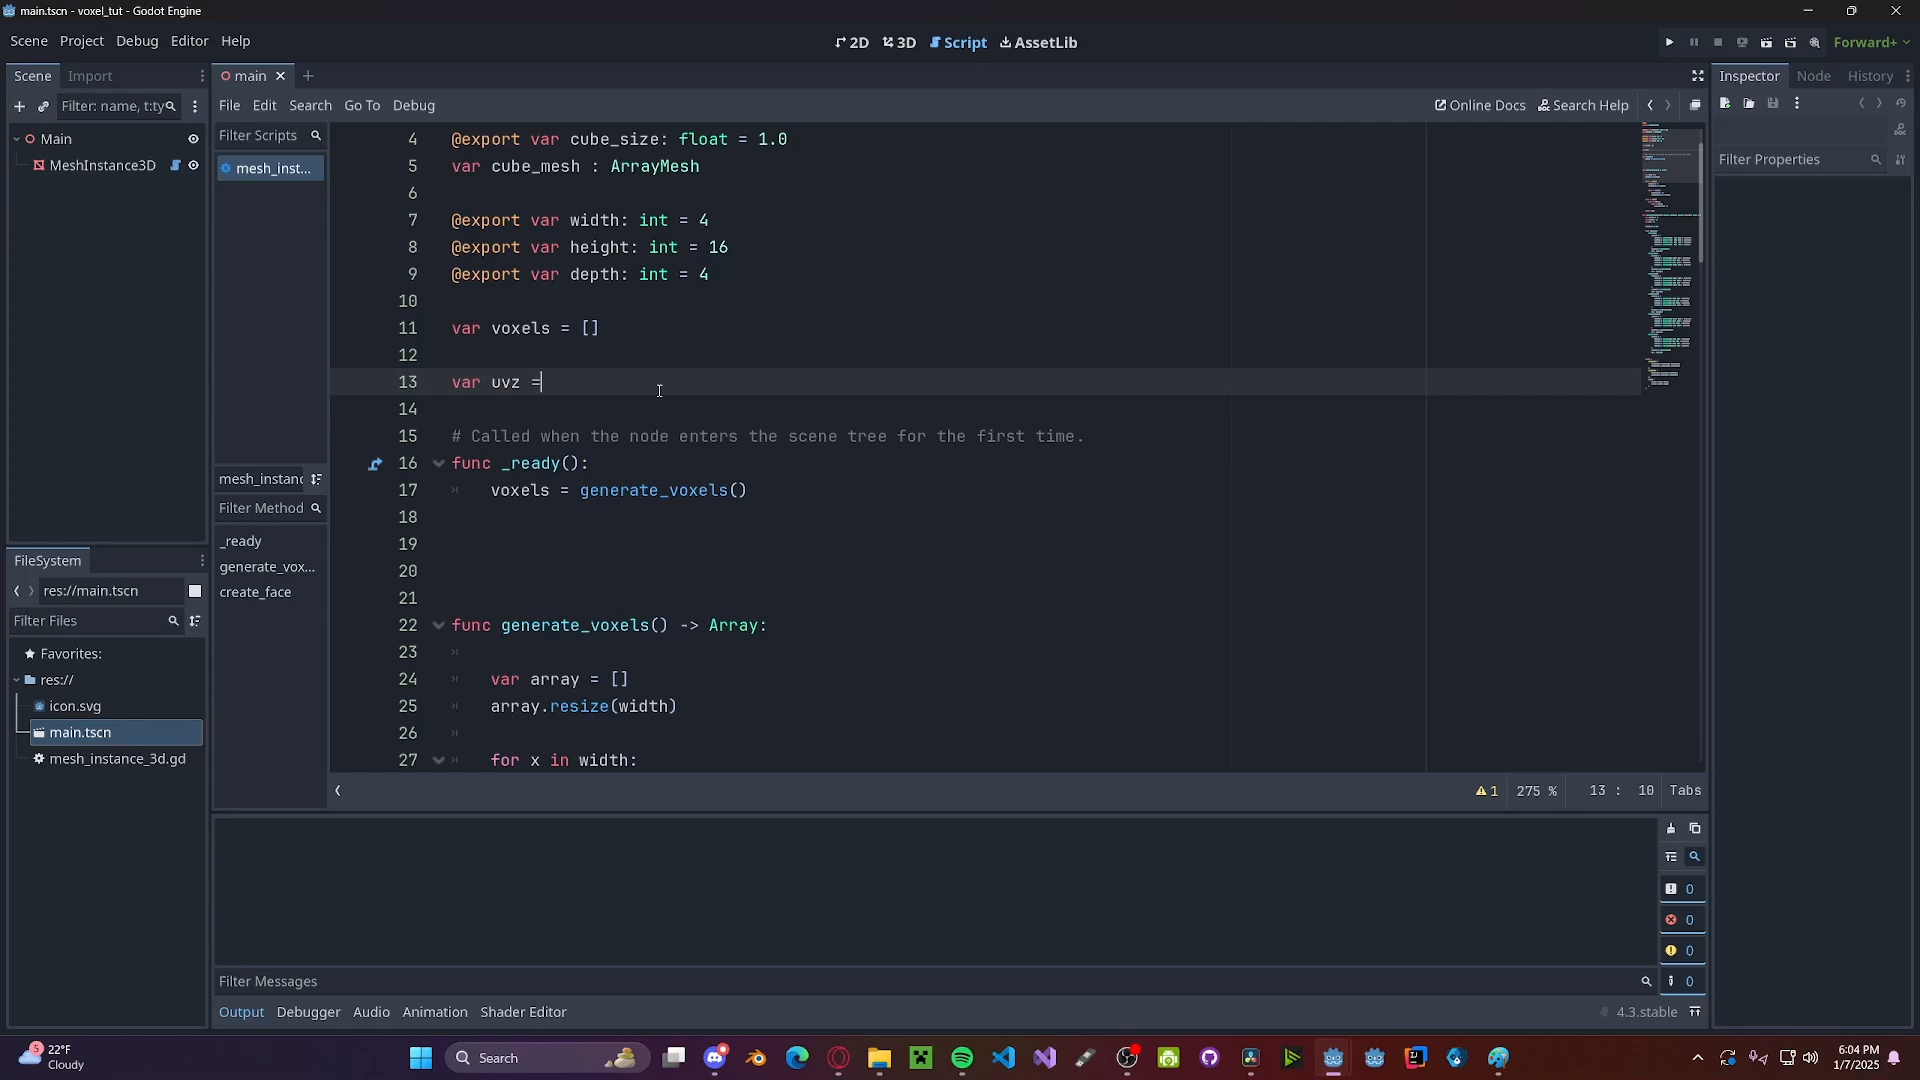 main.tscn - voxel_tut - Godot Engine
Scene Project Debug Editor Help
2D 3D Script AssetLib
Forward+
Scene Import
main
Inspector Node History
Filter: name, t:ty
File Edit Search Go To Debug
Online Docs Search Help
Main
MeshInstance3D
Filter Scripts
mesh_inst...
Filter Properties
4 @export var cube_size: float = 1.0
5 var cube_mesh : ArrayMesh
6
7 @export var width: int = 4
8 @export var height: int = 16
9 @export var depth: int = 4
10
11 var voxels = []
12
13 var uvz =
14
15 # Called when the node enters the scene tree for the first time.
16 func _ready():
17 voxels = generate_voxels()
18
19
20
21
22 func generate_voxels() -> Array:
23
24 var array = []
25 array.resize(width)
26
27 for x in width:
mesh_instanc
Filter Method
_ready
generate_vox...
create_face
FileSystem
res://main.tscn
Filter Files
Favorites:
res://
icon.svg
main.tscn
mesh_instance_3d.gd
1 275 % 13 : 10 Tabs
0
0
0
0
Filter Messages
Output Debugger Audio Animation Shader Editor
4.3.stable
5
22°F
Cloudy
Search
6:04 PM
1/7/2025